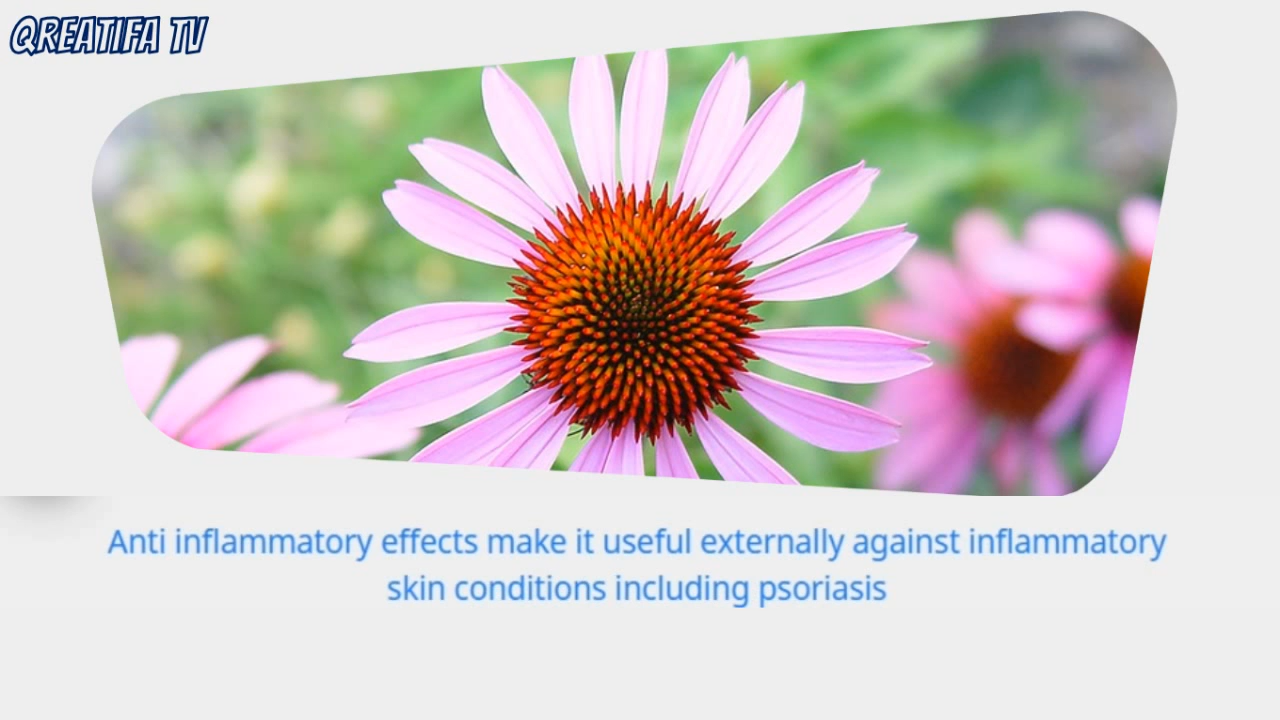 QREATIFA TV
Anti inflammatory effects make it useful externally against inflammatory
skin conditions including psoriasis